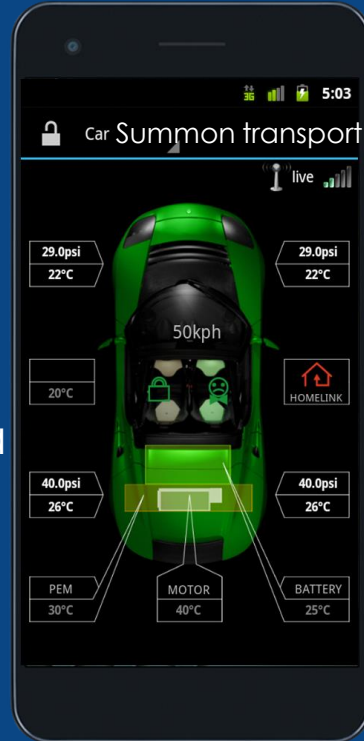 3G 5:03
Car Summon transport
live
29.0psi 29.0psi
22°C 22°C
50kph
20°C HOMELINK
40.0psi 40.0psi
26°C 26°C
PEM MOTOR BATTERY
30°C 40°C 25°C